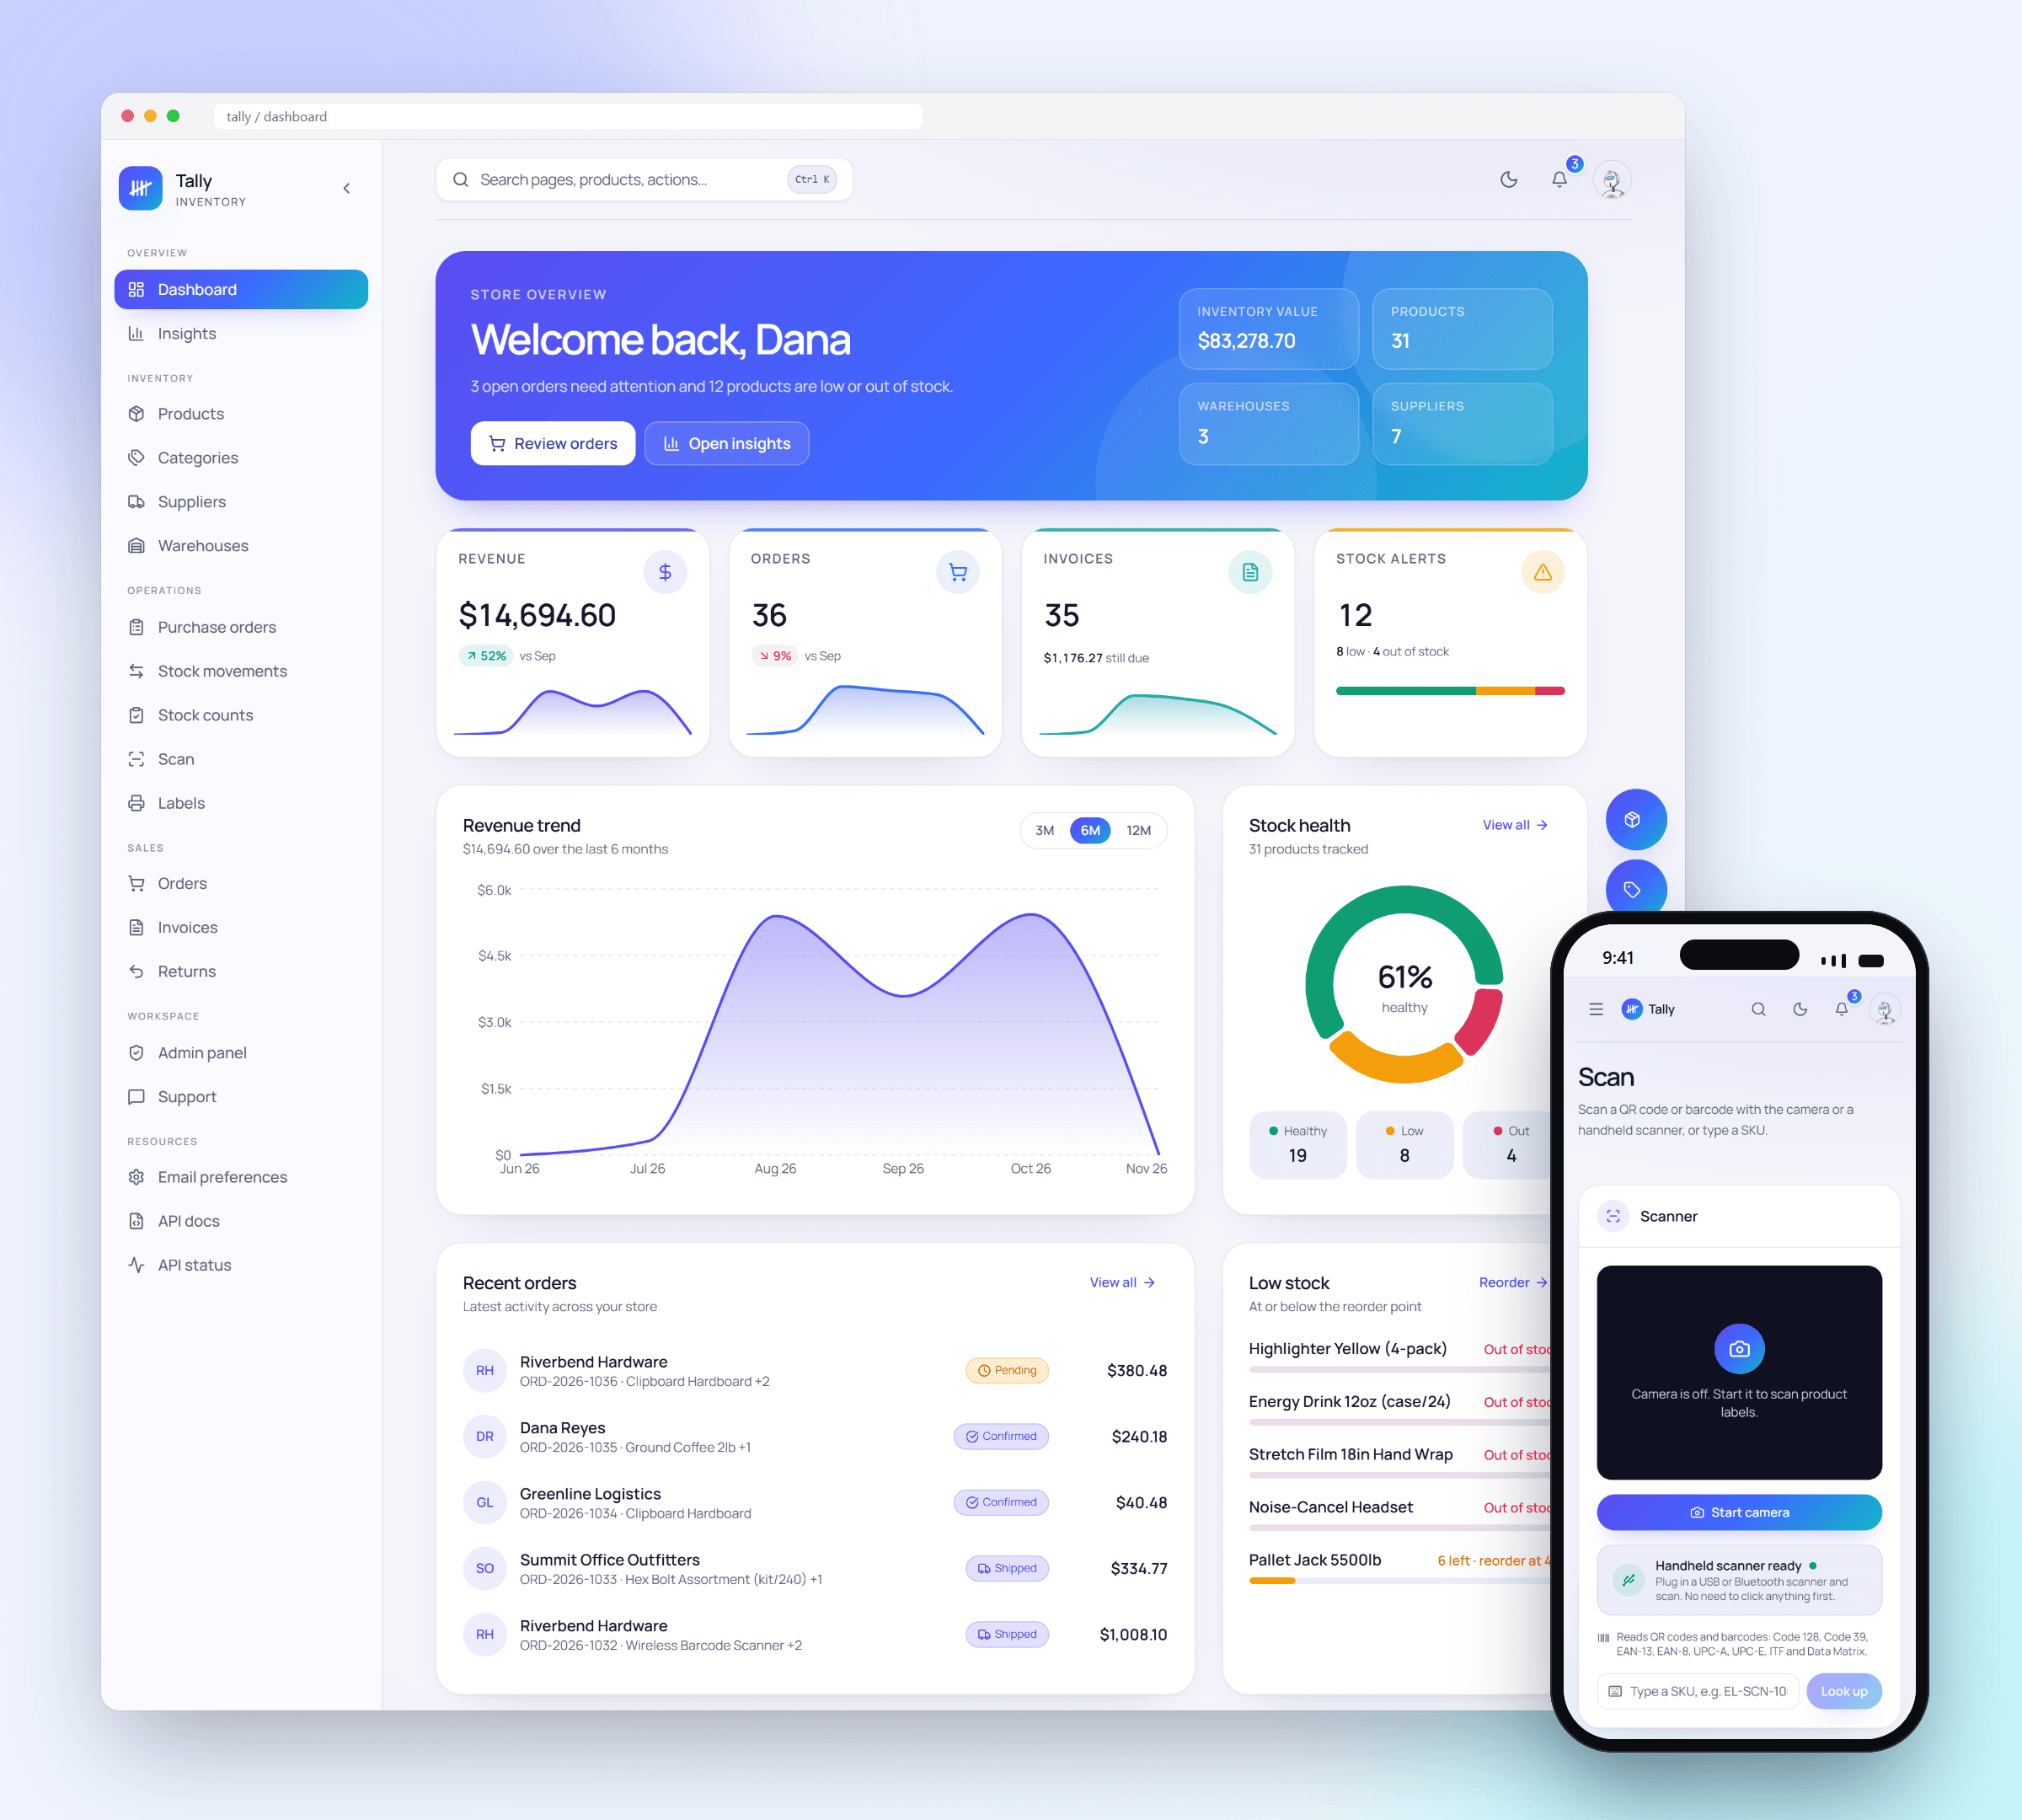 tally / dashboard
Tally
INVENTORY
OVERVIEW
Dashboard
Insights
INVENTORY
Products
Categories
Suppliers
Warehouses
OPERATIONS
Purchase orders
Stock movements
Stock counts
Scan
Labels
SALES
Orders
Invoices
Returns
WORKSPACE
Admin panel
Support
RESOURCES
Email preferences
API docs
API status
Search pages, products, actions...
Ctrl K
3
STORE OVERVIEW
Welcome back, Dana
3 open orders need attention and 12 products are low or out of stock.
Review orders
Open insights
INVENTORY VALUE
$83,278.70
PRODUCTS
31
WAREHOUSES
3
SUPPLIERS
7
REVENUE
$14,694.60
52% vs Sep
ORDERS
36
9% vs Sep
INVOICES
35
$1,176.27 still due
STOCK ALERTS
12
8 low · 4 out of stock
Revenue trend
$14,694.60 over the last 6 months
3M 6M 12M
$6.0k
$4.5k
$3.0k
$1.5k
$0
Jun 26 Jul 26 Aug 26 Sep 26 Oct 26 Nov 26
Stock health
31 products tracked
View all
61%
healthy
Healthy
19
Low
8
Out
4
Recent orders
Latest activity across your store
View all
RH
Riverbend Hardware
ORD-2026-1036 · Clipboard Hardboard +2
Pending
$380.48
DR
Dana Reyes
ORD-2026-1035 · Ground Coffee 2lb +1
Confirmed
$240.18
GL
Greenline Logistics
ORD-2026-1034 · Clipboard Hardboard
Confirmed
$40.48
SO
Summit Office Outfitters
ORD-2026-1033 · Hex Bolt Assortment (kit/240) +1
Shipped
$334.77
RH
Riverbend Hardware
ORD-2026-1032 · Wireless Barcode Scanner +2
Shipped
$1,008.10
Low stock
At or below the reorder point
Reorder
Highlighter Yellow (4-pack)
Out of stoc
Energy Drink 12oz (case/24)
Out of stoc
Stretch Film 18in Hand Wrap
Out of stoc
Noise-Cancel Headset
Out of stoc
Pallet Jack 5500lb
6 left · reorder at 4
9:41
Tally
3
Scan
Scan a QR code or barcode with the camera or a
handheld scanner, or type a SKU.
Scanner
Camera is off. Start it to scan product
labels.
Start camera
Handheld scanner ready
Plug in a USB or Bluetooth scanner and
scan. No need to click anything first.
Reads QR codes and barcodes: Code 128, Code 39,
EAN-13, EAN-8, UPC-A, UPC-E, ITF and Data Matrix.
Type a SKU, e.g. EL-SCN-10
Look up